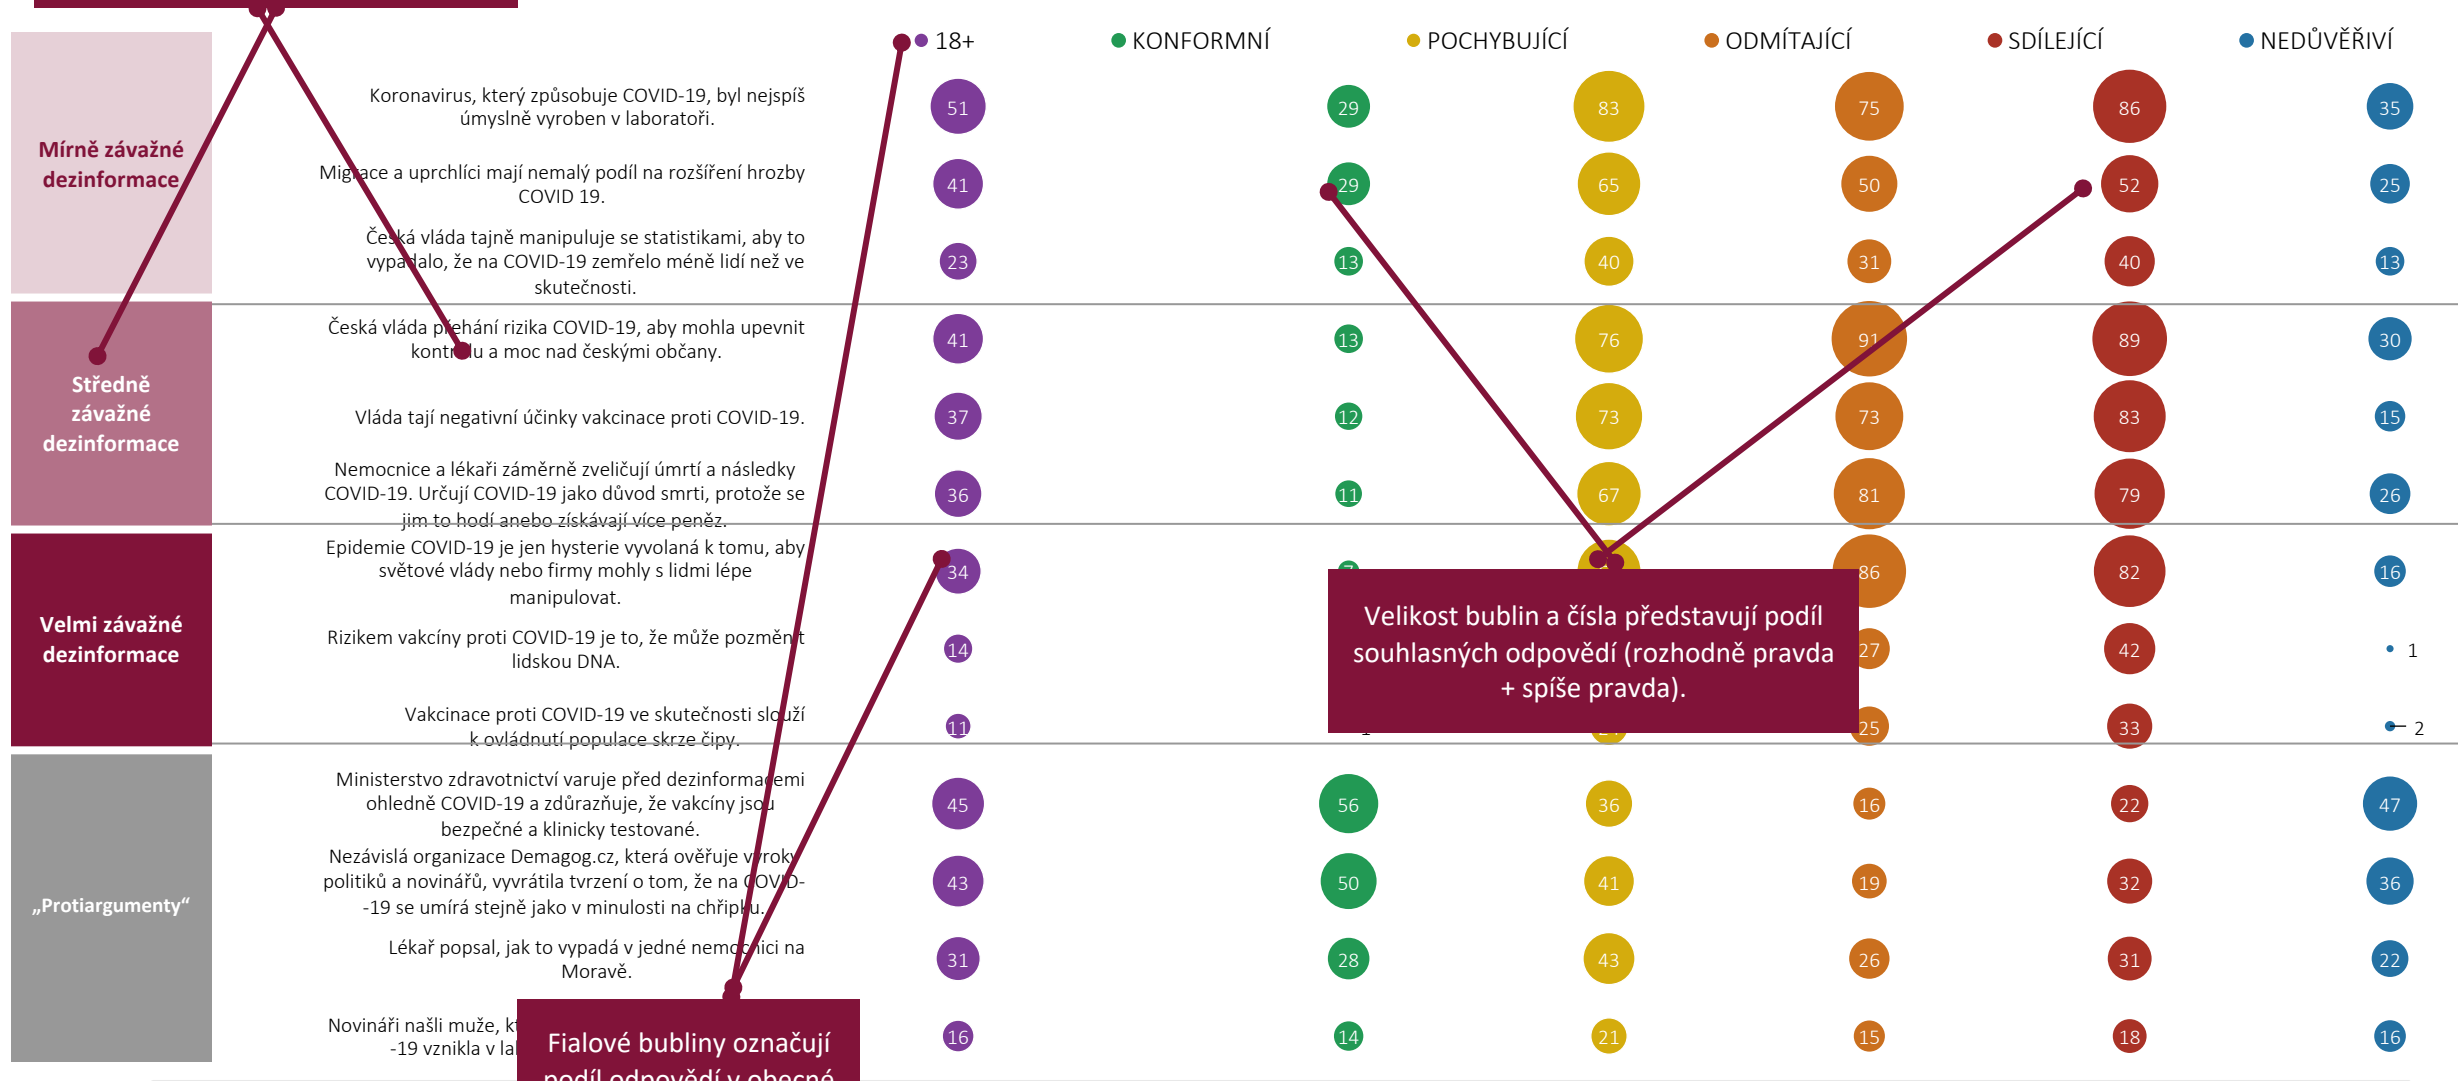 18+ KONFORMNÍ POCHYBUJÍCÍ ODMÍTAJÍCÍ SDÍLEJÍCÍ NEDŮVĚŘIVÍ
Mírně závažné
dezinformace
Koronavirus, který způsobuje COVID-19, byl nejspíš
úmyslně vyroben v laboratoři.
51 29 83 75 86 35
Migrace a uprchlíci mají nemalý podíl na rozšíření hrozby
COVID 19.
41 29 65 50 52 25
Česká vláda tajně manipuluje se statistikami, aby to
vypadalo, že na COVID-19 zemřelo méně lidí než ve
skutečnosti.
23 13 40 31 40 13
Středně
závažné
dezinformace
Česká vláda přehání rizika COVID-19, aby mohla upevnit
kontrolu a moc nad českými občany.
41 13 76 91 89 30
Vláda tají negativní účinky vakcinace proti COVID-19.
37 12 73 73 83 15
Nemocnice a lékaři záměrně zveličují úmrtí a následky
COVID-19. Určují COVID-19 jako důvod smrti, protože se
jim to hodí anebo získávají více peněz.
36 11 67 81 79 26
Velmi závažné
dezinformace
Epidemie COVID-19 je jen hysterie vyvolaná k tomu, aby
světové vlády nebo firmy mohly s lidmi lépe
manipulovat.
34 86 82 16
Rizikem vakcíny proti COVID-19 je to, že může pozměnit
lidskou DNA.
14 27 42 1
Vakcinace proti COVID-19 ve skutečnosti slouží
k ovládnutí populace skrze čipy.
11 25 33 2
Velikost bublin a čísla představují podíl
souhlasných odpovědí (rozhodně pravda
+ spíše pravda).
„Protiargumenty“
Ministerstvo zdravotnictví varuje před dezinformacemi
ohledně COVID-19 a zdůrazňuje, že vakcíny jsou
bezpečné a klinicky testované.
45 56 36 16 22 47
Nezávislá organizace Demagog.cz, která ověřuje výroky
politiků a novinářů, vyvrátila tvrzení o tom, že na COVID-
-19 se umírá stejně jako v minulosti na chřipku.
43 50 41 19 32 36
Lékař popsal, jak to vypadá v jedné nemocnici na
Moravě.
31 28 43 26 31 22
Novináři našli muže,
-19 vznikla v
16 14 21 15 18 16
Fialové bubliny označují
podíl odpovědí v obecné